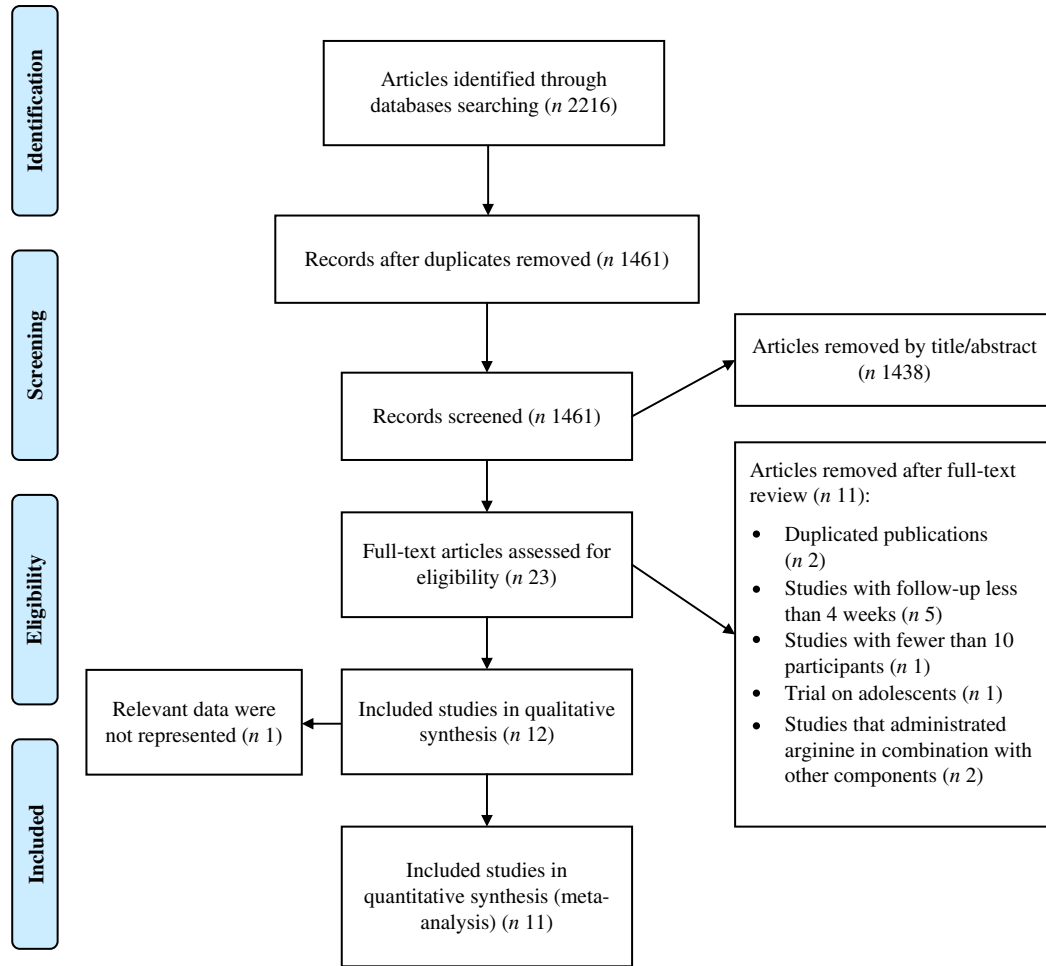 Identification
Articles identified through
databases searching (n 2216)
Records after duplicates removed (n 1461)
Screening
Articles removed by title/abstract
(n 1438)
Records screened (n 1461)
Eligibility
Full-text articles assessed for
eligibility (n 23)
Articles removed after full-text
review (n 11):
• Duplicated publications
(n 2)
• Studies with follow-up less
than 4 weeks (n 5)
• Studies with fewer than 10
participants (n 1)
• Trial on adolescents (n 1)
• Studies that administrated
arginine in combination with
other components (n 2)
Relevant data were
not represented (n 1)
Included studies in qualitative
synthesis (n 12)
Included
Included studies in
quantitative synthesis (meta-
analysis) (n 11)